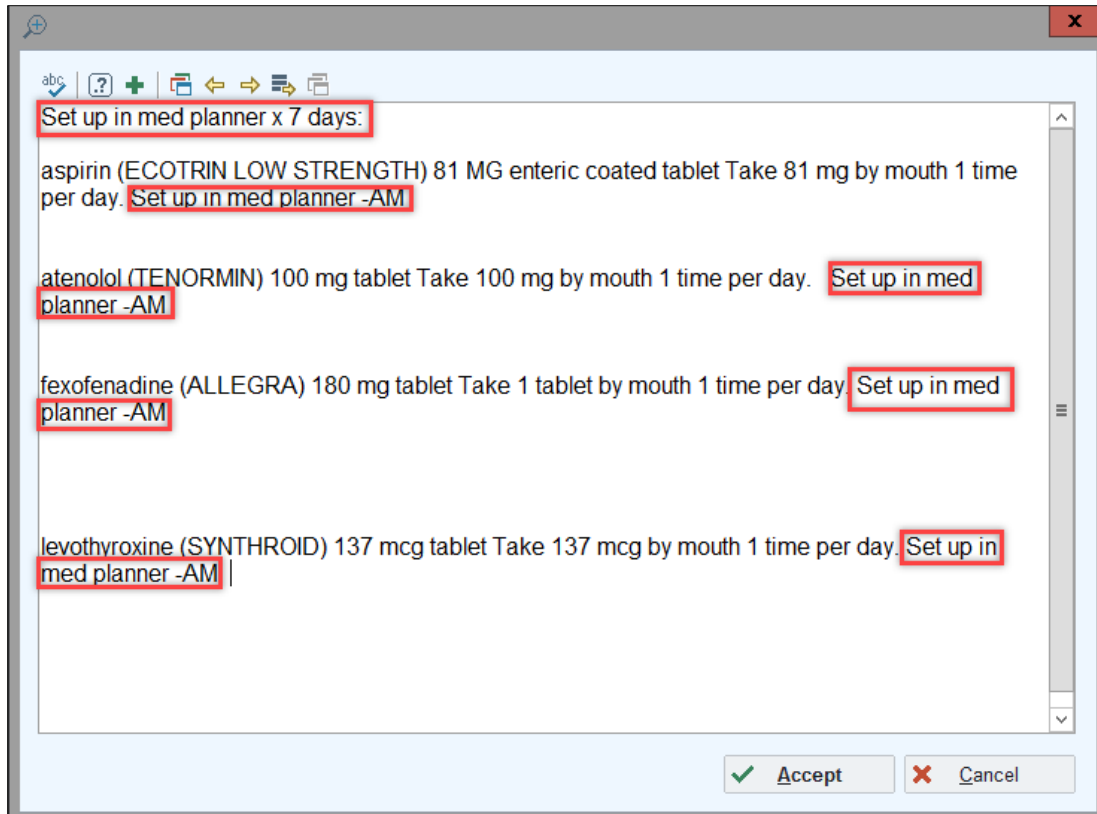 x
abc
.?
Set up in med planner x 7 days:
aspirin (ECOTRIN LOW STRENGTH) 81 MG enteric coated tablet Take 81 mg by mouth 1 time
per day. Set up in med planner -AM
atenolol (TENORMIN) 100 mg tablet Take 100 mg by mouth 1 time per day.   Set up in med
planner -AM
fexofenadine (ALLEGRA) 180 mg tablet Take 1 tablet by mouth 1 time per day. Set up in med
planner -AM
levothyroxine (SYNTHROID) 137 mcg tablet Take 137 mcg by mouth 1 time per day. Set up in
med planner -AM
Accept Cancel